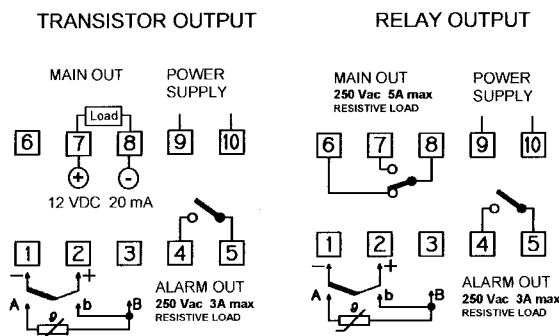 TRANSISTOR OUTPUT
MAIN OUT
POWER
SUPPLY
Load
6 7 8 9 10
+ -
12 VDC 20 mA
1 2 3 4 5
- +
A b B
ϑ
ALARM OUT
250 Vac 3A max
RESISTIVE LOAD
RELAY OUTPUT
MAIN OUT
250 Vac 5A max
RESISTIVE LOAD
POWER
SUPPLY
6 7 8 9 10
1 2 3 4 5
- +
A b B
ϑ
ALARM OUT
250 Vac 3A max
RESISTIVE LOAD